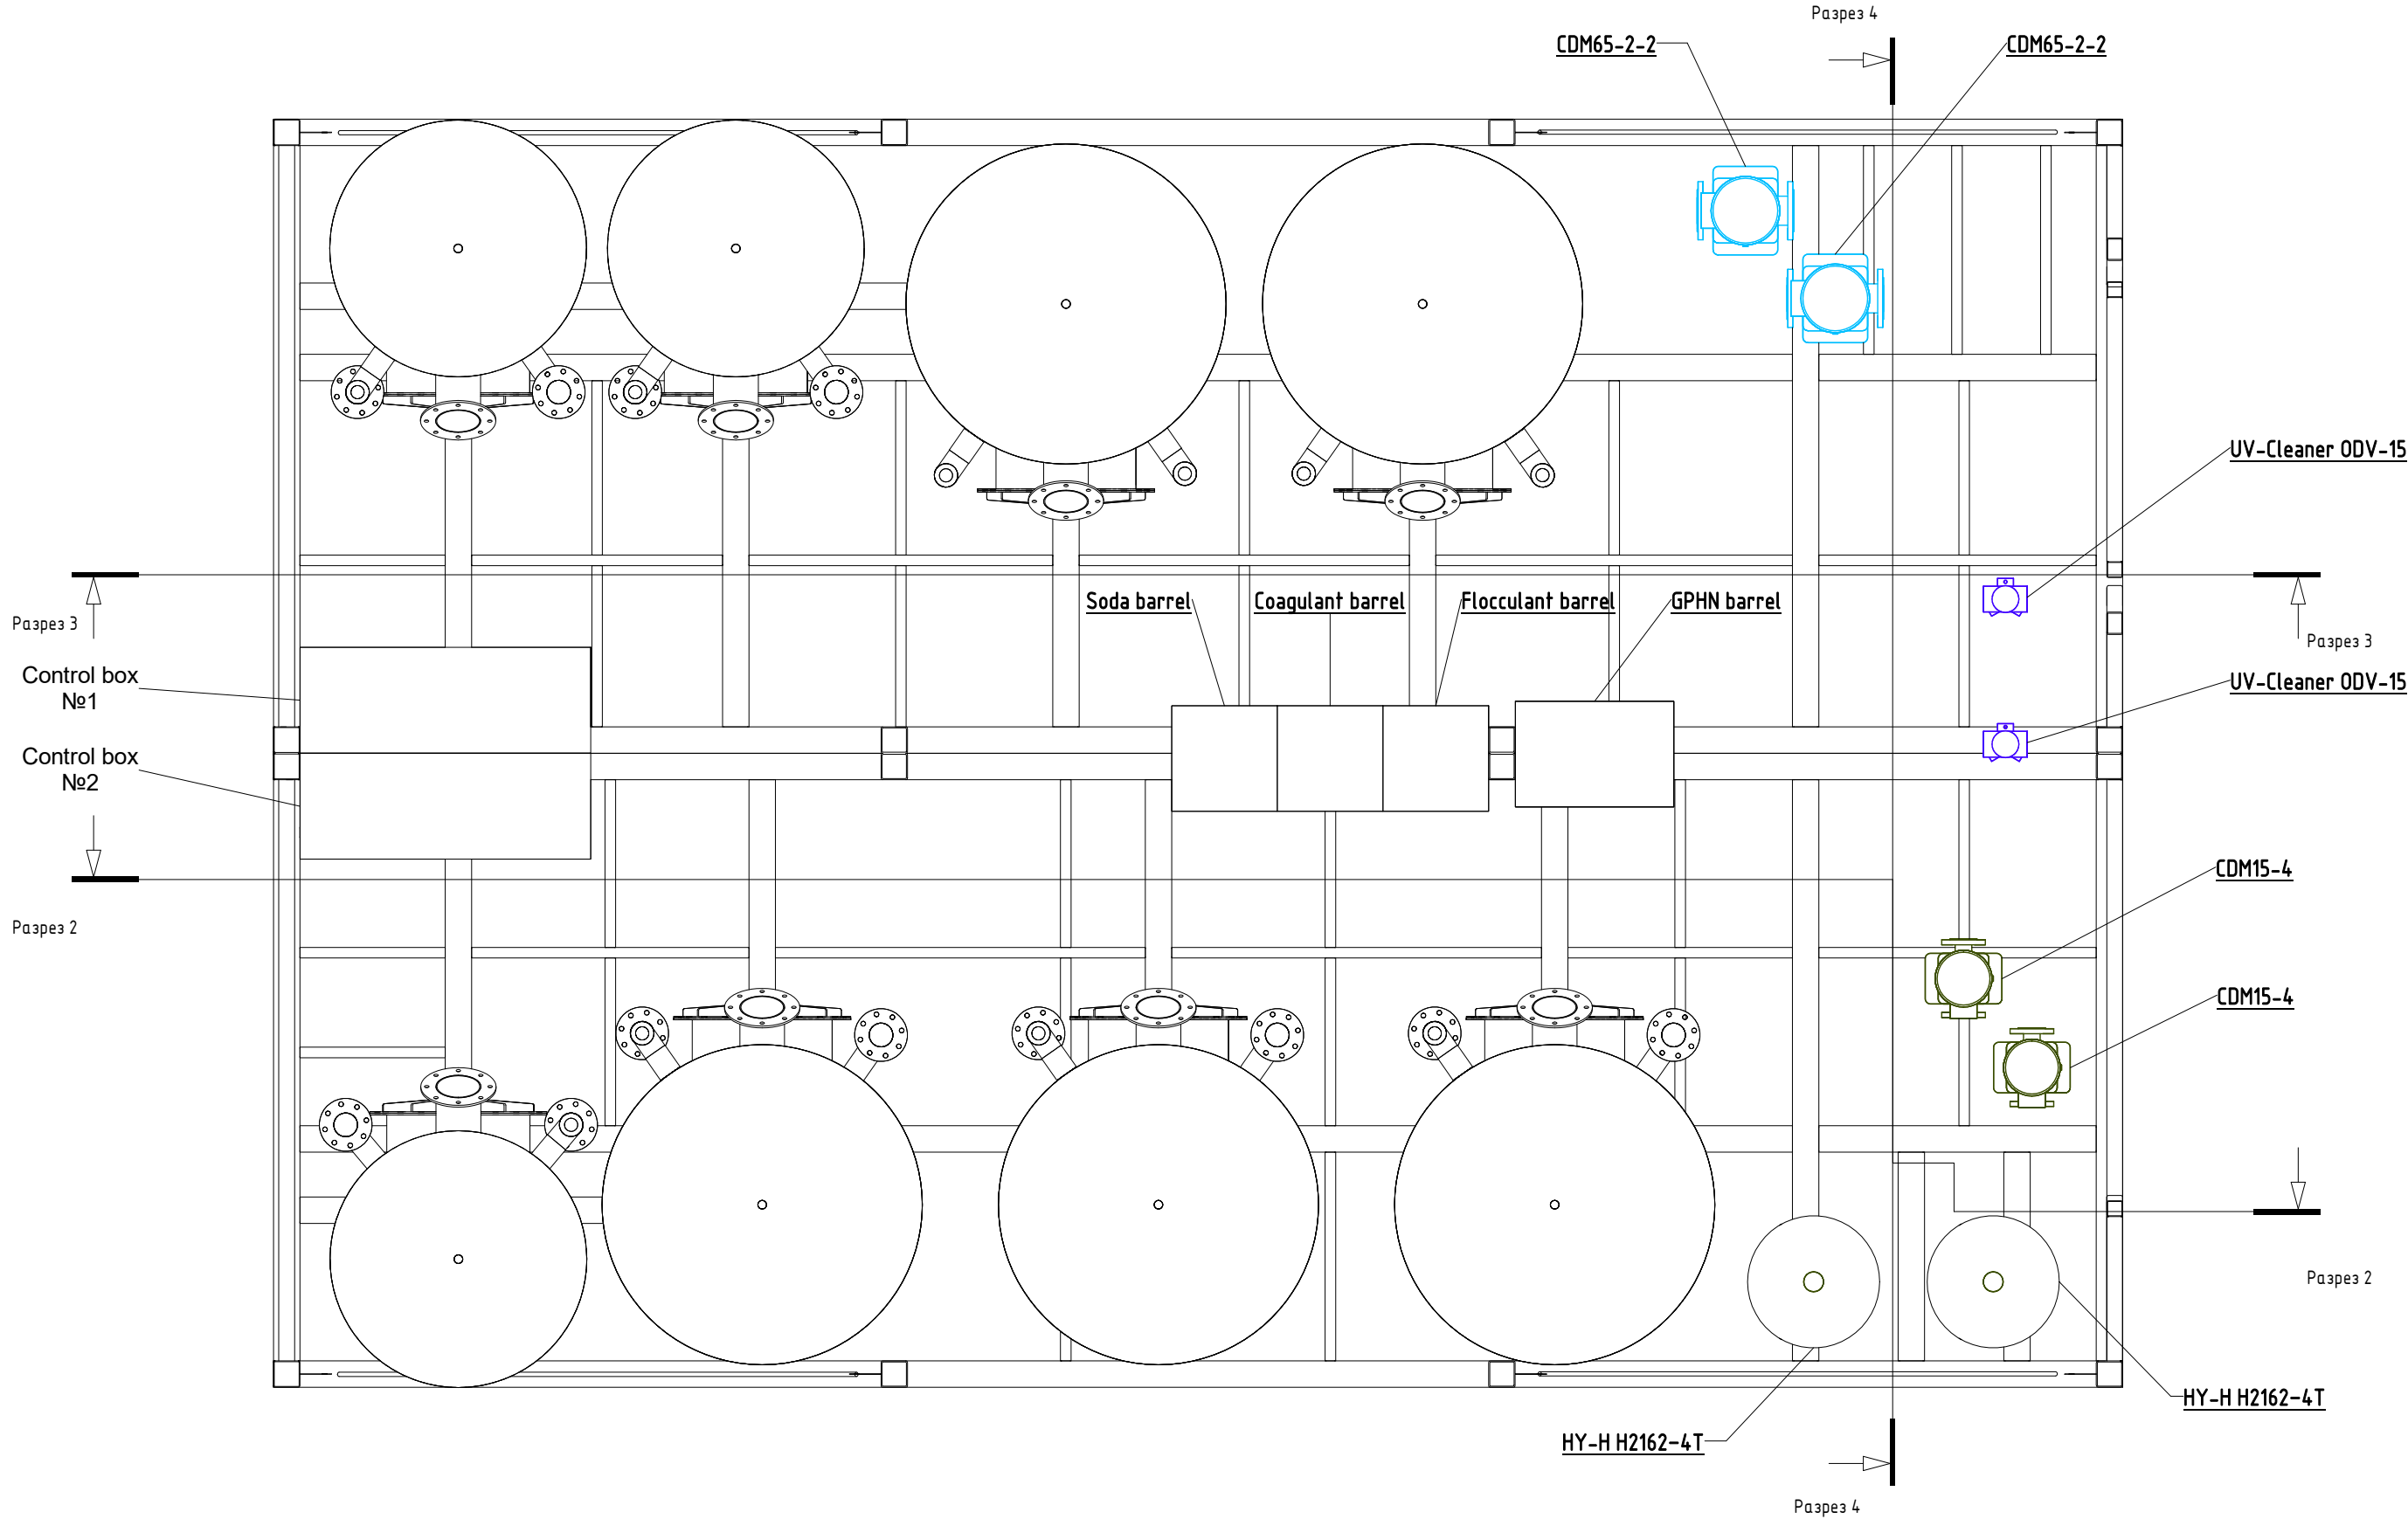 Разрез 4
CDM65-2-2
CDM65-2-2
UV-Cleaner ODV-15
Разрез 3
Soda barrel
Coagulant barrel
Flocculant barrel
GPHN barrel
Разрез 3
Control box
№1
UV-Cleaner ODV-15
Control box
№2
CDM15-4
Разрез 2
CDM15-4
Разрез 2
HY-H H2162-4T
HY-H H2162-4T
Разрез 4